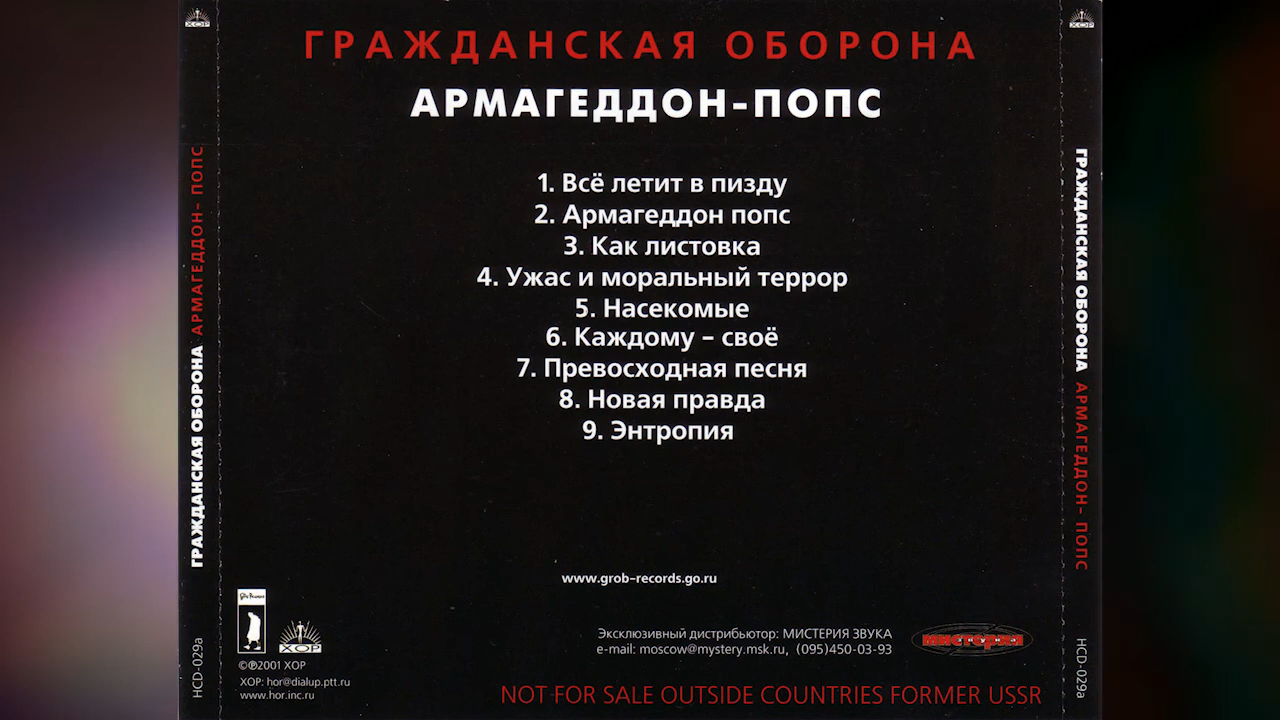 ХОР
ХОР
ГРАЖДАНСКАЯ ОБОРОНА
АРМАГЕДДОН-ПОПС
1. Всё летит в пизду
2. Армагеддон попс
3. Как листовка
4. Ужас и моральный террор
5. Насекомые
6. Каждому – своё
7. Превосходная песня
8. Новая правда
9. Энтропия
www.grob-records.go.ru
Эксклюзивный дистрибьютор: МИСТЕРИЯ ЗВУКА
e-mail: moscow@mystery.msk.ru, (095)450-03-93
мистерия
ХОР
©℗2001 ХОР
ХОР: hor@dialup.ptt.ru
www.hor.inc.ru
NOT FOR SALE OUTSIDE COUNTRIES FORMER USSR
HCD-029a ГРАЖДАНСКАЯ ОБОРОНА АРМАГЕДДОН- ПОПС
ГРАЖДАНСКАЯ ОБОРОНА АРМАГЕДДОН- ПОПС HCD-029a